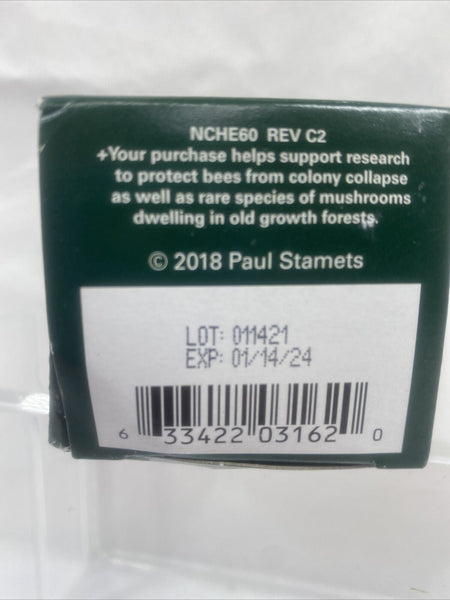 NCHE60 REV C2
+Your purchase helps support research
to protect bees from colony collapse
as well as rare species of mushrooms
dwelling in old growth forests.
© 2018 Paul Stamets
LOT: 011421
EXP: 01/14/24
6 33422 03162 0